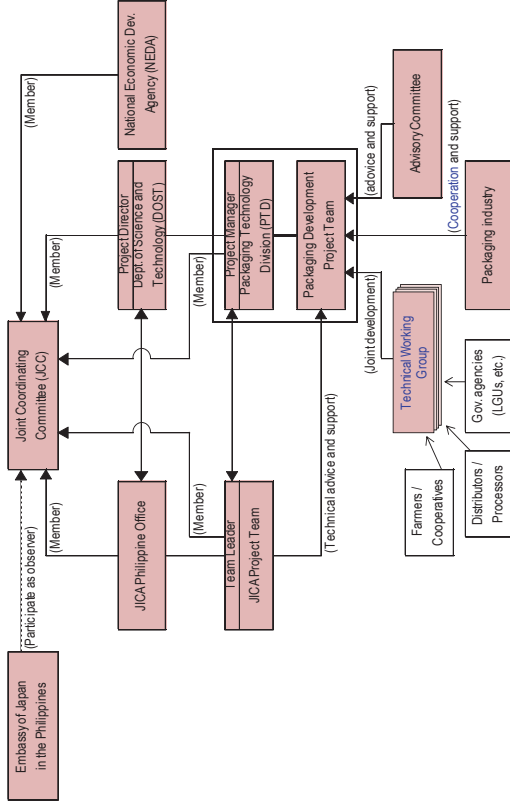 Embassy of Japan
in the Philippines
(Participate as observer)
Joint Coordinating
Committee (JCC)
(Member)
National Economic Dev.
Agency (NEDA)
(Member)
JICA Philippine Office
(Member)
Project Director
Dept. of Science and
Technology (DOST)
(Member)
Team Leader
JICA Project Team
(Member)
Project Manager
Packaging Technology
Division (PTD)
(Technical advice and support)
Packaging Development
Project Team
(Joint development)
(adovice and support)
Technical Working
Group
Advisory Committee
(Cooperation and support)
Farmers /
Cooperatives
Distributors /
Processors
Gov. agencies
(LGUs, etc.)
Packaging industry